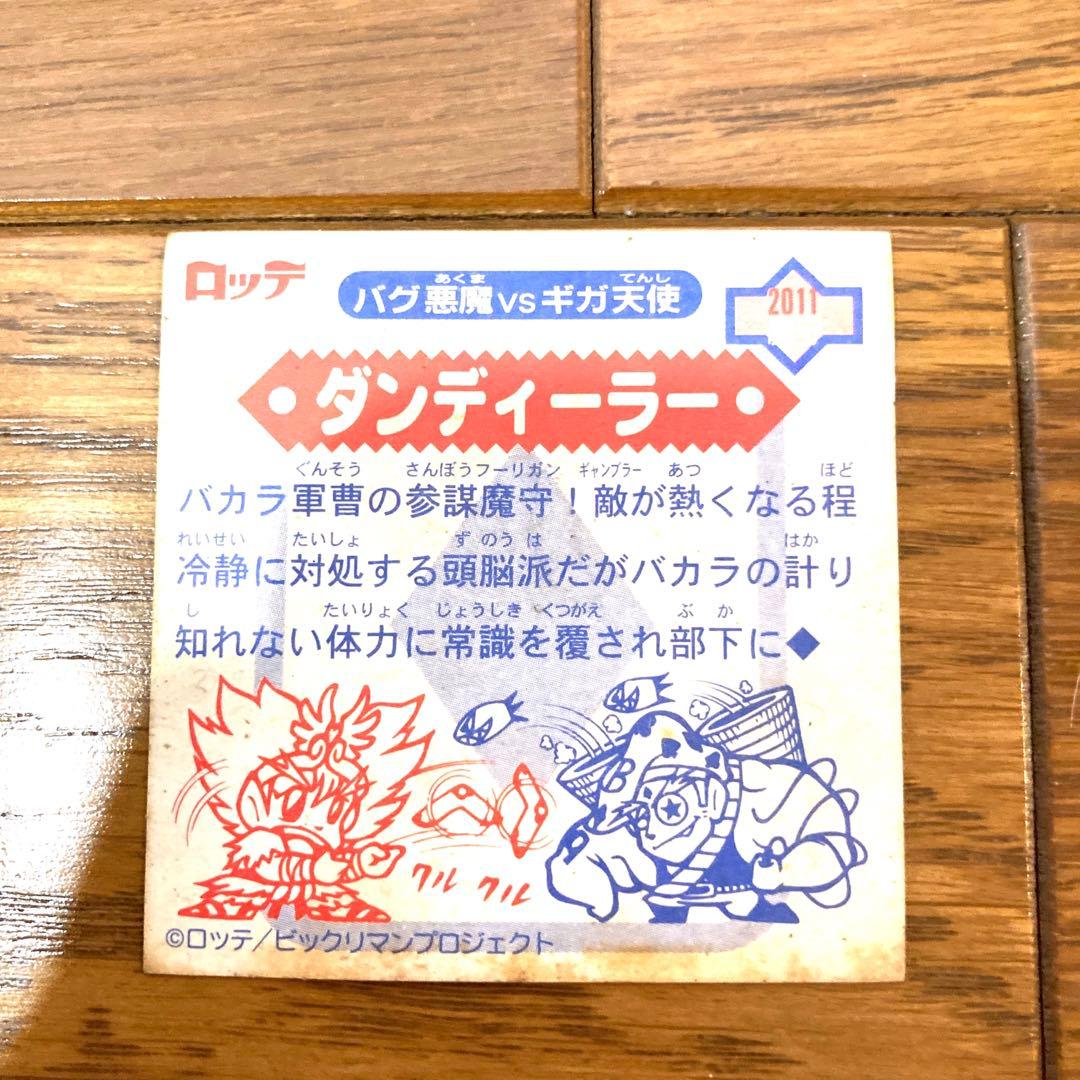 ロッテ
あくま てんし
バグ悪魔vsギガ天使
2011
ダンディーラー
ぐんそう さんぼうフーリガン ギャンブラー あつ ほど
バカラ軍曹の参謀魔守！敵が熱くなる程
れいせい たいしょ ずのうは はか
冷静に対処する頭脳派だがバカラの計り
し たいりょく じょうしき くつがえ ぶか
知れない体力に常識を覆され部下に◆
クル クル
©ロッテ／ビックリマンプロジェクト